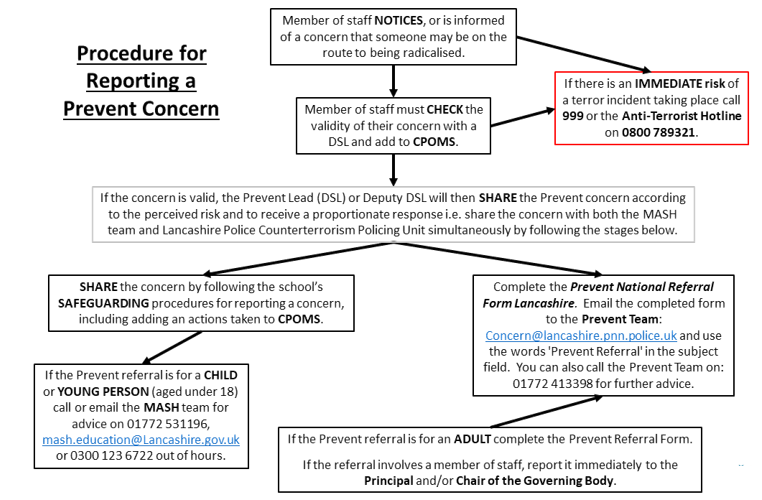 Procedure for
Reporting a
Prevent Concern
Member of staff NOTICES, or is informed
of a concern that someone may be on the
route to being radicalised.
If there is an IMMEDIATE risk of
a terror incident taking place call
999 or the Anti-Terrorist Hotline
on 0800 789321.
Member of staff must CHECK the
validity of their concern with a
DSL and add to CPOMS.
If the concern is valid, the Prevent Lead (DSL) or Deputy DSL will then SHARE the Prevent concern according
to the perceived risk and to receive a proportionate response i.e. share the concern with both the MASH
team and Lancashire Police Counterterrorism Policing Unit simultaneously by following the stages below.
SHARE the concern by following the school's
SAFEGUARDING procedures for reporting a concern,
including adding an actions taken to CPOMS.
Complete the Prevent National Referral
Form Lancashire. Email the completed form
to the Prevent Team:
Concern@lancashire.pnn.police.uk and use
the words 'Prevent Referral' in the subject
field. You can also call the Prevent Team on:
01772 413398 for further advice.
If the Prevent referral is for a CHILD
or YOUNG PERSON (aged under 18)
call or email the MASH team for
advice on 01772 531196,
mash.education@Lancashire.gov.uk
or 0300 123 6722 out of hours.
If the Prevent referral is for an ADULT complete the Prevent Referral Form.
If the referral involves a member of staff, report it immediately to the
Principal and/or Chair of the Governing Body.
..